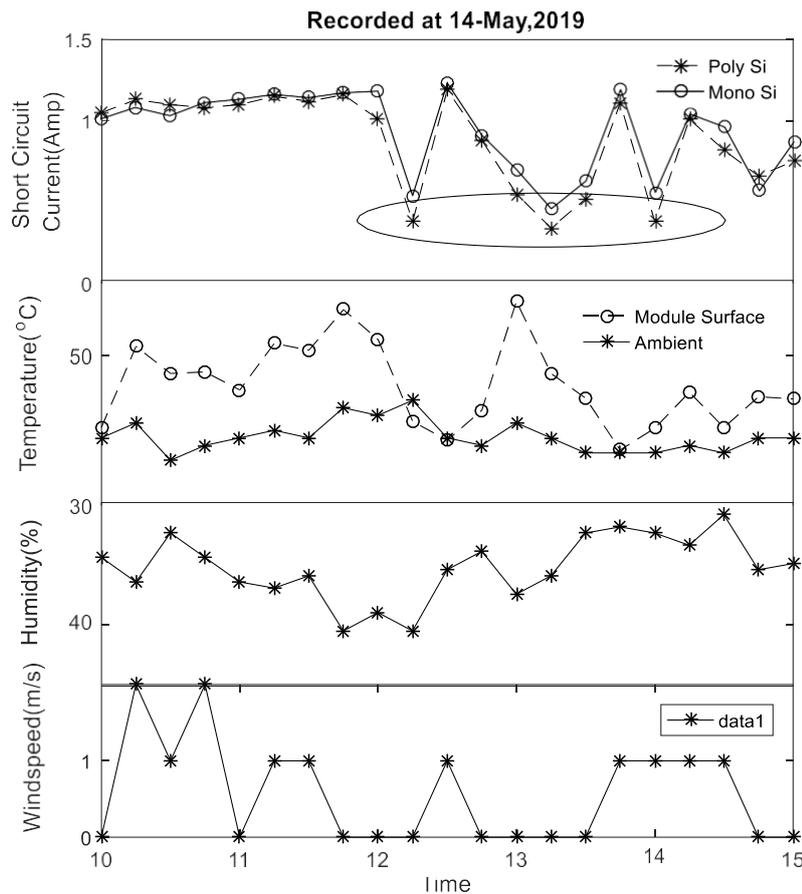 Recorded at 14-May,2019
1.5
1
0
Short Circuit
Current(Amp)
Poly Si
Mono Si
50
30
Temperature(°C)
Module Surface
Ambient
40
Humidity(%)
1
0
Windspeed(m/s)
data1
10 11 12 13 14 15
Time